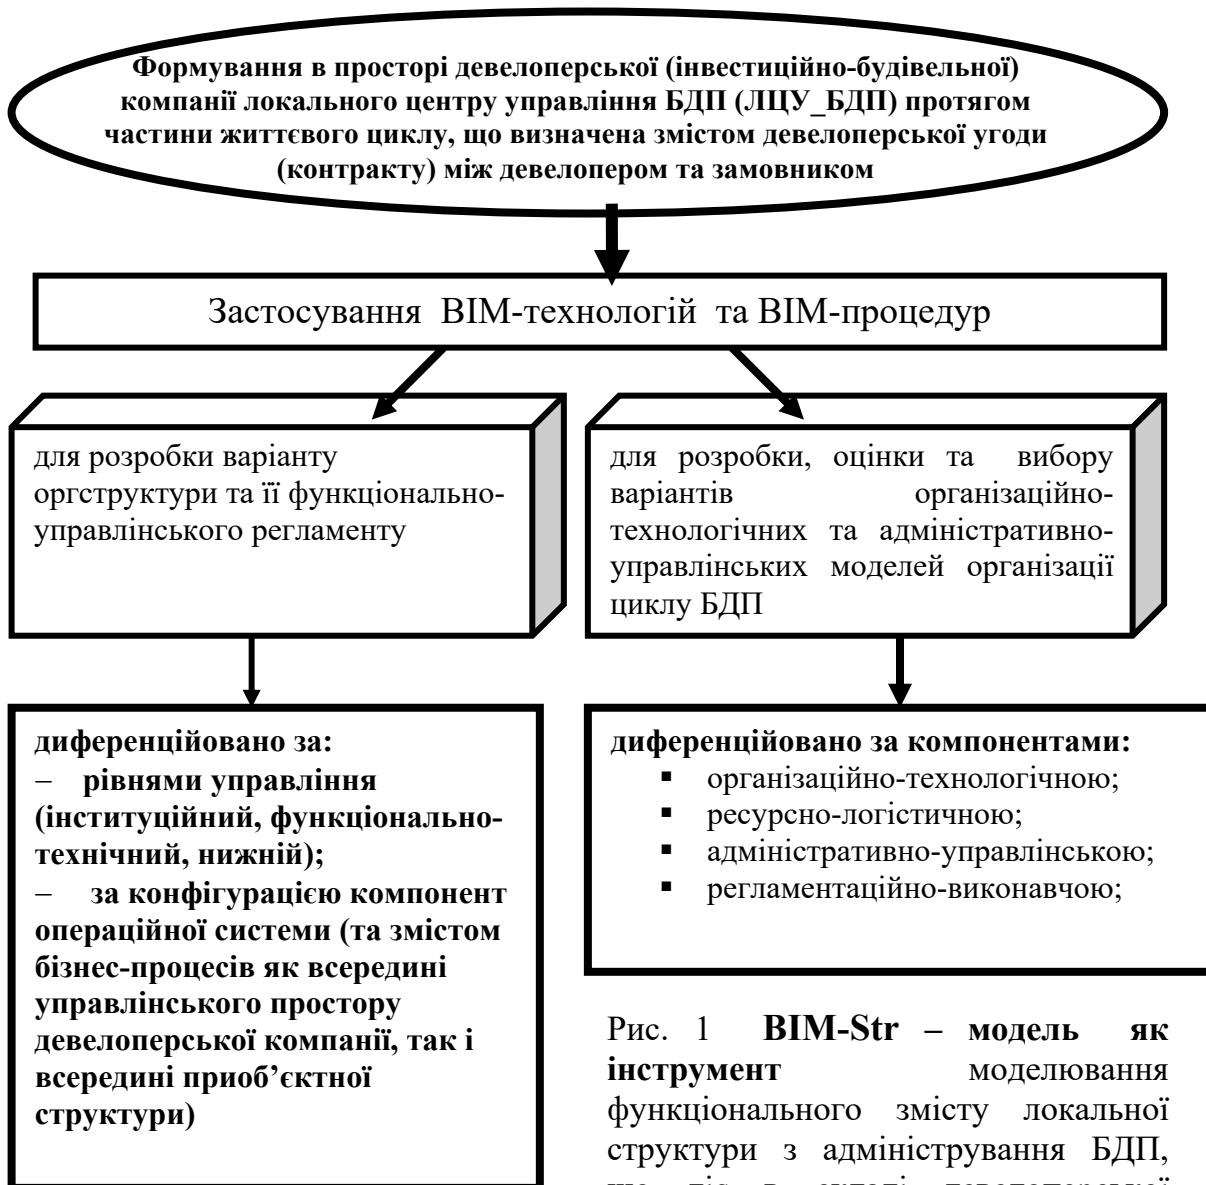 Формування в просторі девелоперської (інвестиційно-будівельної)
компанії локального центру управління БДП (ЛЦУ_БДП) протягом
частини життєвого циклу, що визначена змістом девелоперської угоди
(контракту) між девелопером та замовником
Застосування BIM-технологій та BIM-процедур
для розробки варіанту
оргструктури та її функціонально-
управлінського регламенту
для розробки, оцінки та вибору
варіантів організаційно-
технологічних та адміністративно-
управлінських моделей організації
циклу БДП
диференційовано за:
– рівнями управління
(інституційний, функціонально-
технічний, нижній);
– за конфігурацією компонент
операційної системи (та змістом
бізнес-процесів як всередині
управлінського простору
девелоперської компанії, так і
всередині приоб’єктної
структури)
диференційовано за компонентами:
▪ організаційно-технологічною;
▪ ресурсно-логістичною;
▪ адміністративно-управлінською;
▪ регламентаційно-виконавчою;
Рис. 1 BIM-Str – модель як
інструмент моделювання
функціонального змісту локальної
структури з адміністрування БДП,